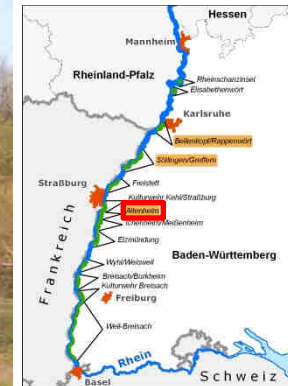 Hessen
Mannheim
Rheinland-Pfalz
Rheinschanzinsel
Elisabethenwört
Karlsruhe
Bellenkopf/Rappenwört
Söllingen/Greffern
Freistett
Straßburg
Kulturwehr Kehl/Straßburg
Altenheim
Ichenheim/Meißenheim
Elzmündung
Frankreich
Baden-Württemberg
Wyhl/Weisweil
Breisach/Burkheim
Kulturwehr Breisach
Freiburg
Weil-Breisach
Rhein
Basel
Schweiz